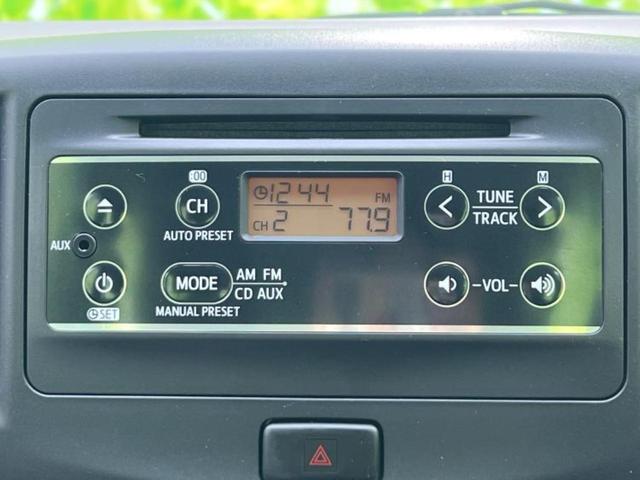 :00
H
M
CH
AUTO PRESET
12:44
FM
CH 2
77.9
TUNE
TRACK
AUX
MODE
AM FM
CD AUX
MANUAL PRESET
-VOL-
SET